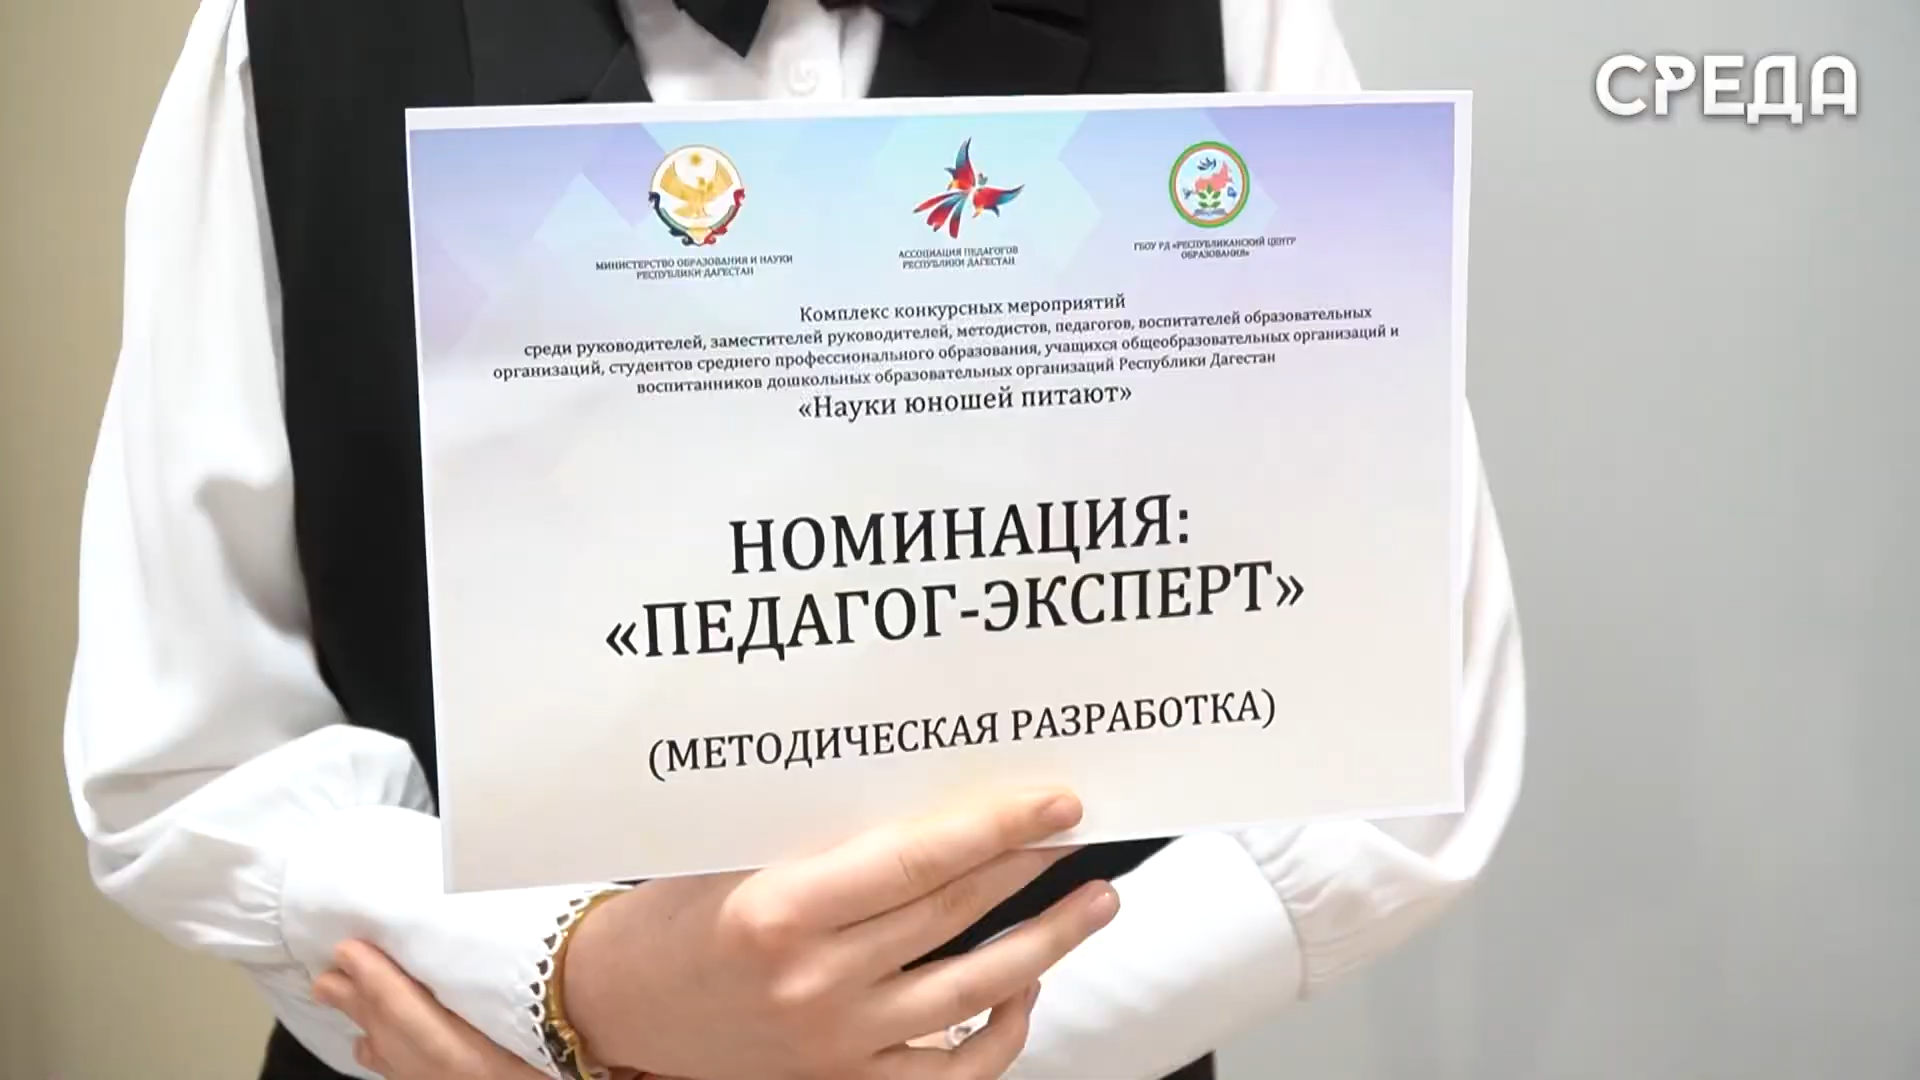 СРЕДА
МИНИСТЕРСТВО ОБРАЗОВАНИЯ И НАУКИ
РЕСПУБЛИКИ ДАГЕСТАН
АССОЦИАЦИЯ ПЕДАГОГОВ
РЕСПУБЛИКИ ДАГЕСТАН
ГБОУ РД «РЕСПУБЛИКАНСКИЙ ЦЕНТР
ОБРАЗОВАНИЯ»
Комплекс конкурсных мероприятий
среди руководителей, заместителей руководителей, методистов, педагогов, воспитателей образовательных
организаций, студентов среднего профессионального образования, учащихся общеобразовательных организаций и
воспитанников дошкольных образовательных организаций Республики Дагестан
«Науки юношей питают»
НОМИНАЦИЯ:
«ПЕДАГОГ-ЭКСПЕРТ»
(МЕТОДИЧЕСКАЯ РАЗРАБОТКА)